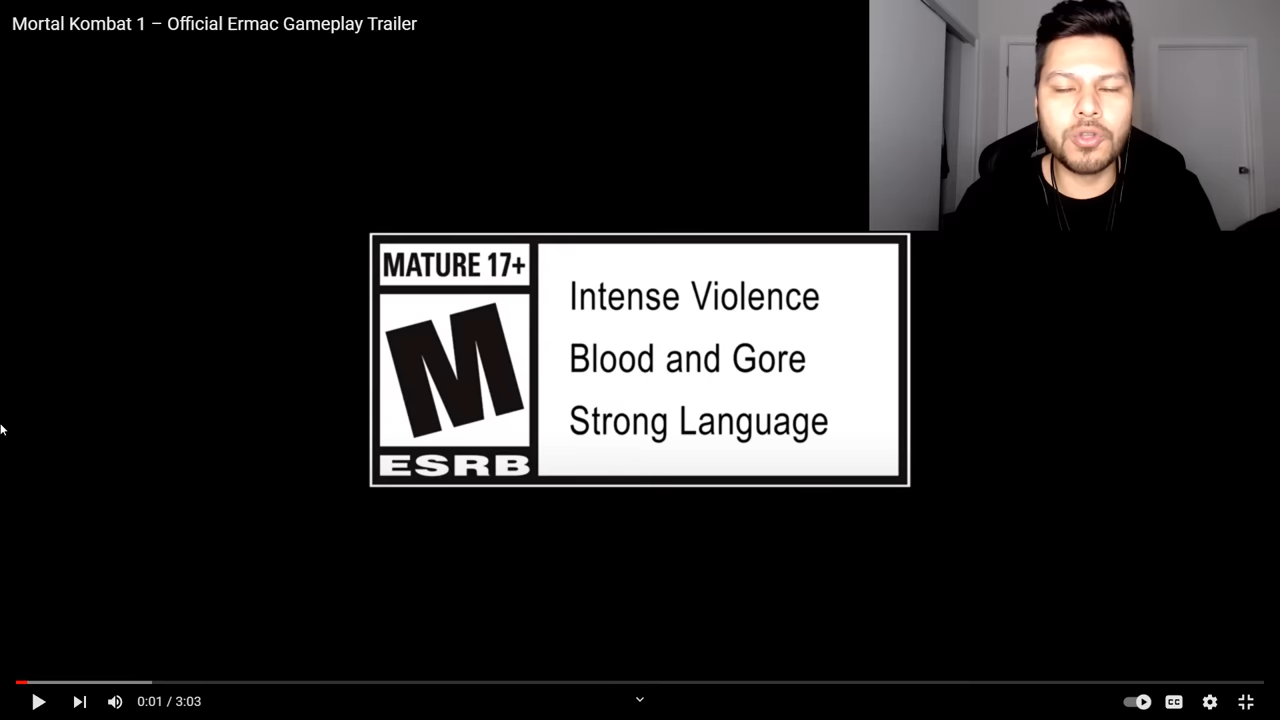 Mortal Kombat 1 – Official Ermac Gameplay Trailer
MATURE 17+
M
ESRB
Intense Violence
Blood and Gore
Strong Language
0:01 / 3:03
CC